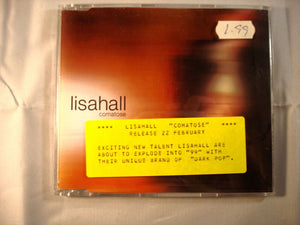 1.99
lisahall
comatose
**** LISAHALL "COMATOSE" ****
RELEASE 22 FEBRUARY
EXCITING NEW TALENT LISAHALL ARE
ABOUT TO EXPLODE INTO "99" WITH
THEIR UNIQUE BRAND OF "DARK POP".